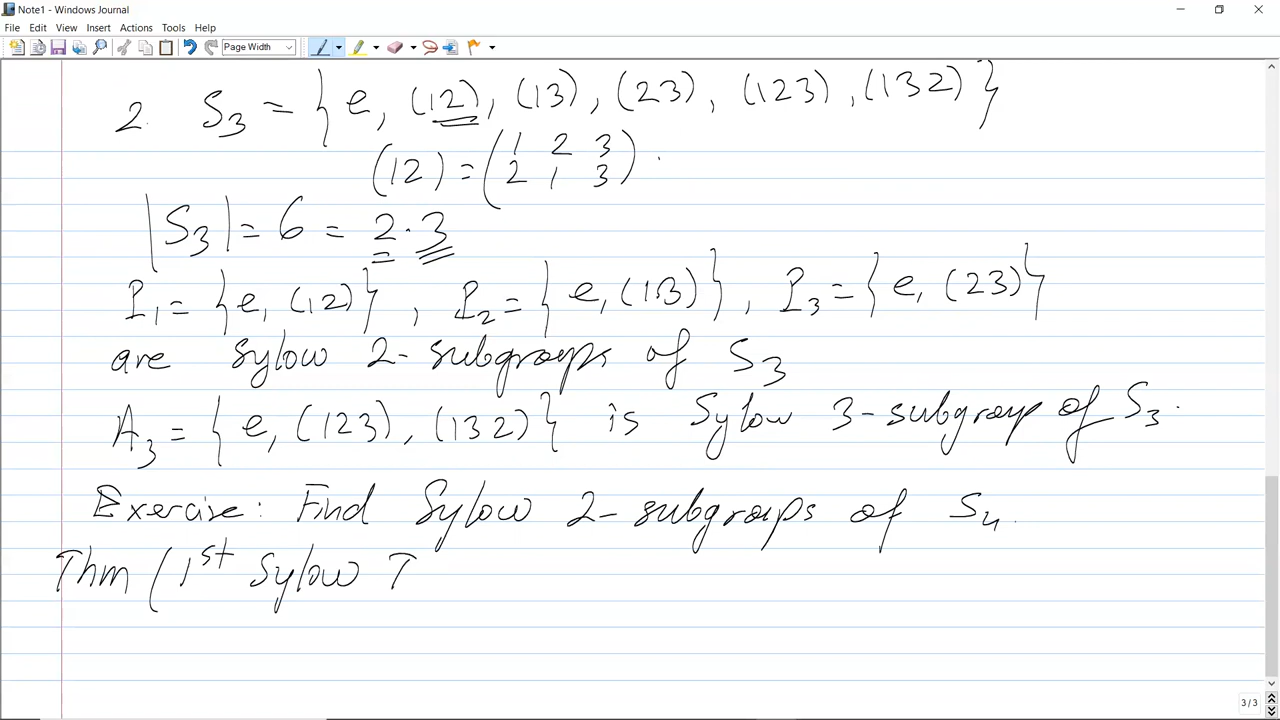 Note1 - Windows Journal
File Edit View Insert Actions Tools Help
Page Width
2. S₃ = {e, (12), (13), (23), (123), (132)}
(12) = (1 2 3
2 1 3).
|S₃| = 6 = 2·3
P₁ = {e, (12)}, P₂ = {e, (13)}, P₃ = {e, (23)}
are Sylow 2-subgroups of S₃
A₃ = {e, (123), (132)} is Sylow 3-subgroup of S₃.
Exercise: Find Sylow 2-subgroups of S₄.
Thm (1st Sylow T
3 / 3